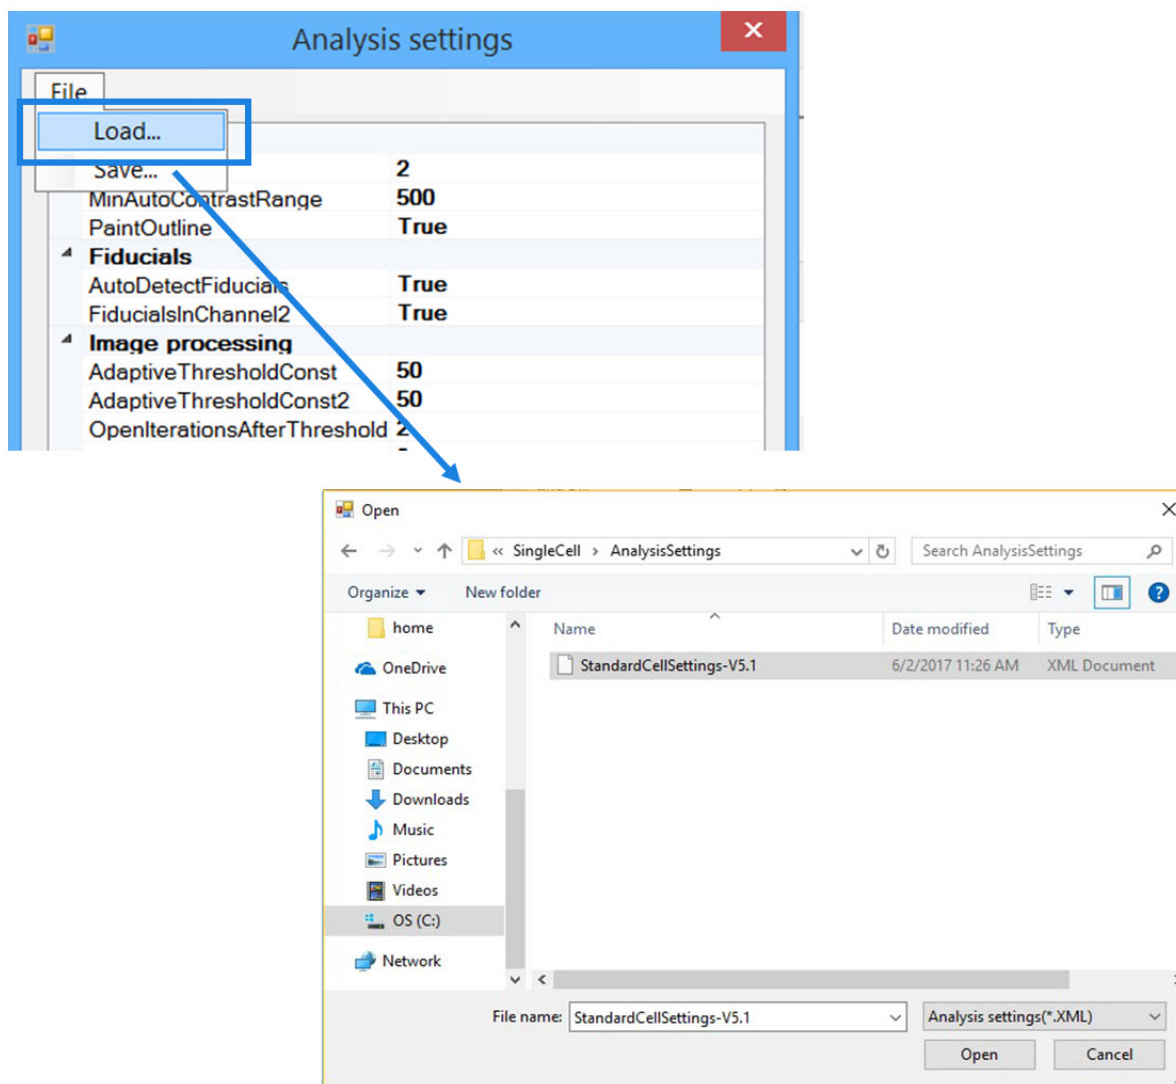 Analysis settings
File
Load...
Save...
2
MinAutoContrastRange 500
PaintOutline True
Fiducials
AutoDetectFiducials True
FiducialsInChannel2 True
Image processing
AdaptiveThresholdConst 50
AdaptiveThresholdConst2 50
OpenIterationsAfterThreshold 2
Open
« SingleCell › AnalysisSettings
Search AnalysisSettings
Organize New folder
Name Date modified Type
StandardCellSettings-V5.1 6/2/2017 11:26 AM XML Document
home
OneDrive
This PC
Desktop
Documents
Downloads
Music
Pictures
Videos
OS (C:)
Network
File name: StandardCellSettings-V5.1 Analysis settings(*.XML)
Open Cancel